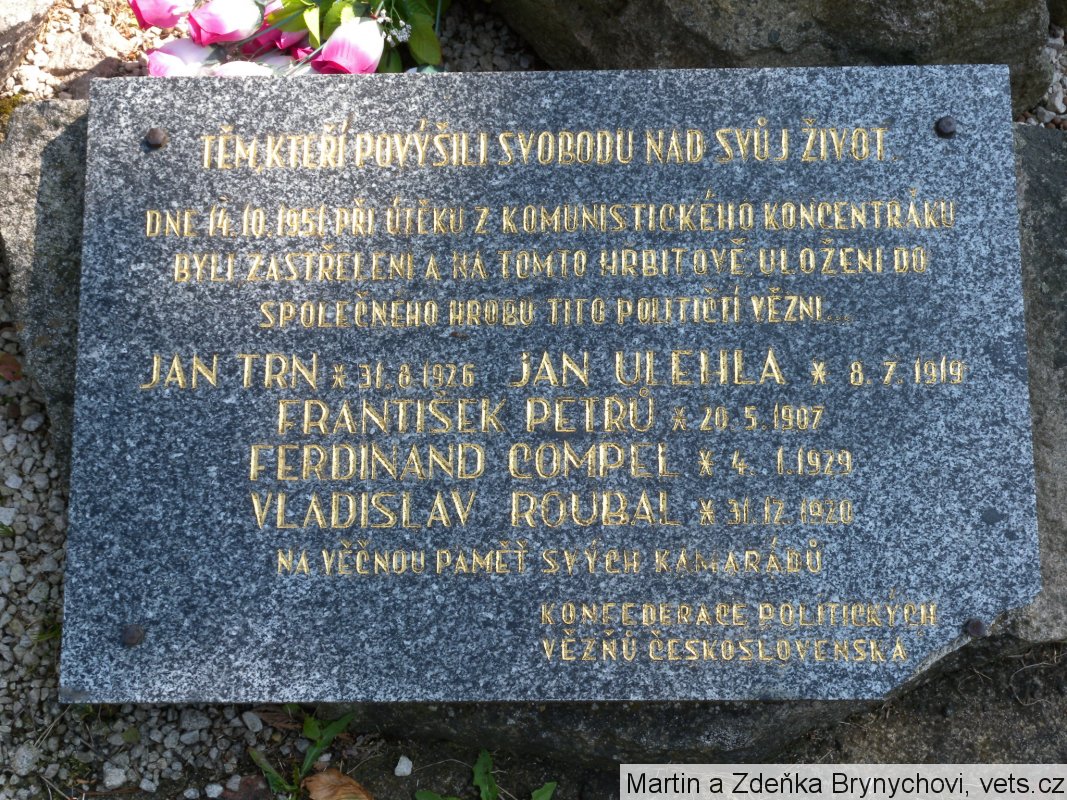 TĚM, KTEŘÍ POVÝŠILI SVOBODU NAD SVŮJ ŽIVOT.
DNE 14.10.1951 PŘI ÚTĚKU Z KOMUNISTICKÉHO KONCENTRÁKU
BYLI ZASTŘELENI A NA TOMTO HŘBITOVĚ ULOŽENI DO
SPOLEČNÉHO HROBU TITO POLITIČTÍ VĚZNI...
JAN TRN * 31.8.1926 JAN ULEHLA * 8.7.1919
FRANTIŠEK PETRŮ * 20.5.1907
FERDINAND COMPEL * 4.1.1929
VLADISLAV ROUBAL * 31.12.1920
NA VĚČNOU PAMĚŤ SVÝCH KAMARÁDŮ
KONFEDERACE POLITICKÝCH
VĚZŇŮ ČESKOSLOVENSKA
Martin a Zdeňka Brynychovi, vets.cz